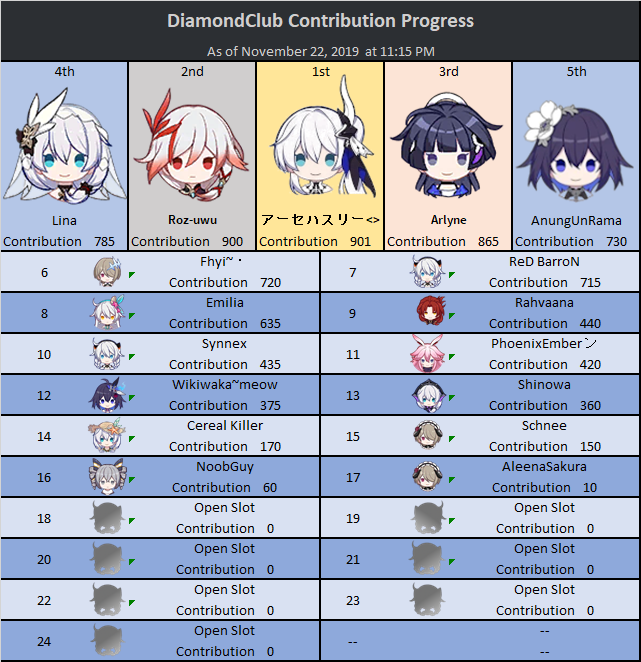 DiamondClub Contribution Progress
As of November 22, 2019 at 11:15 PM
4th
2nd
1st
3rd
5th
Lina
Roz-uwu
アーセハスリー<>
Arlyne
AnungUnRama
Contribution 785
Contribution 900
Contribution 901
Contribution 865
Contribution 730
6
Fhyi~・
Contribution 720
7
ReD BarroN
Contribution 715
8
Emilia
Contribution 635
9
Rahvaana
Contribution 440
10
Synnex
Contribution 435
11
PhoenixEmberン
Contribution 420
12
Wikiwaka~meow
Contribution 375
13
Shinowa
Contribution 360
14
Cereal Killer
Contribution 170
15
Schnee
Contribution 150
16
NoobGuy
Contribution 60
17
AleenaSakura
Contribution 10
18
Open Slot
Contribution 0
19
Open Slot
Contribution 0
20
Open Slot
Contribution 0
21
Open Slot
Contribution 0
22
Open Slot
Contribution 0
23
Open Slot
Contribution 0
24
Open Slot
Contribution 0
--
--
--